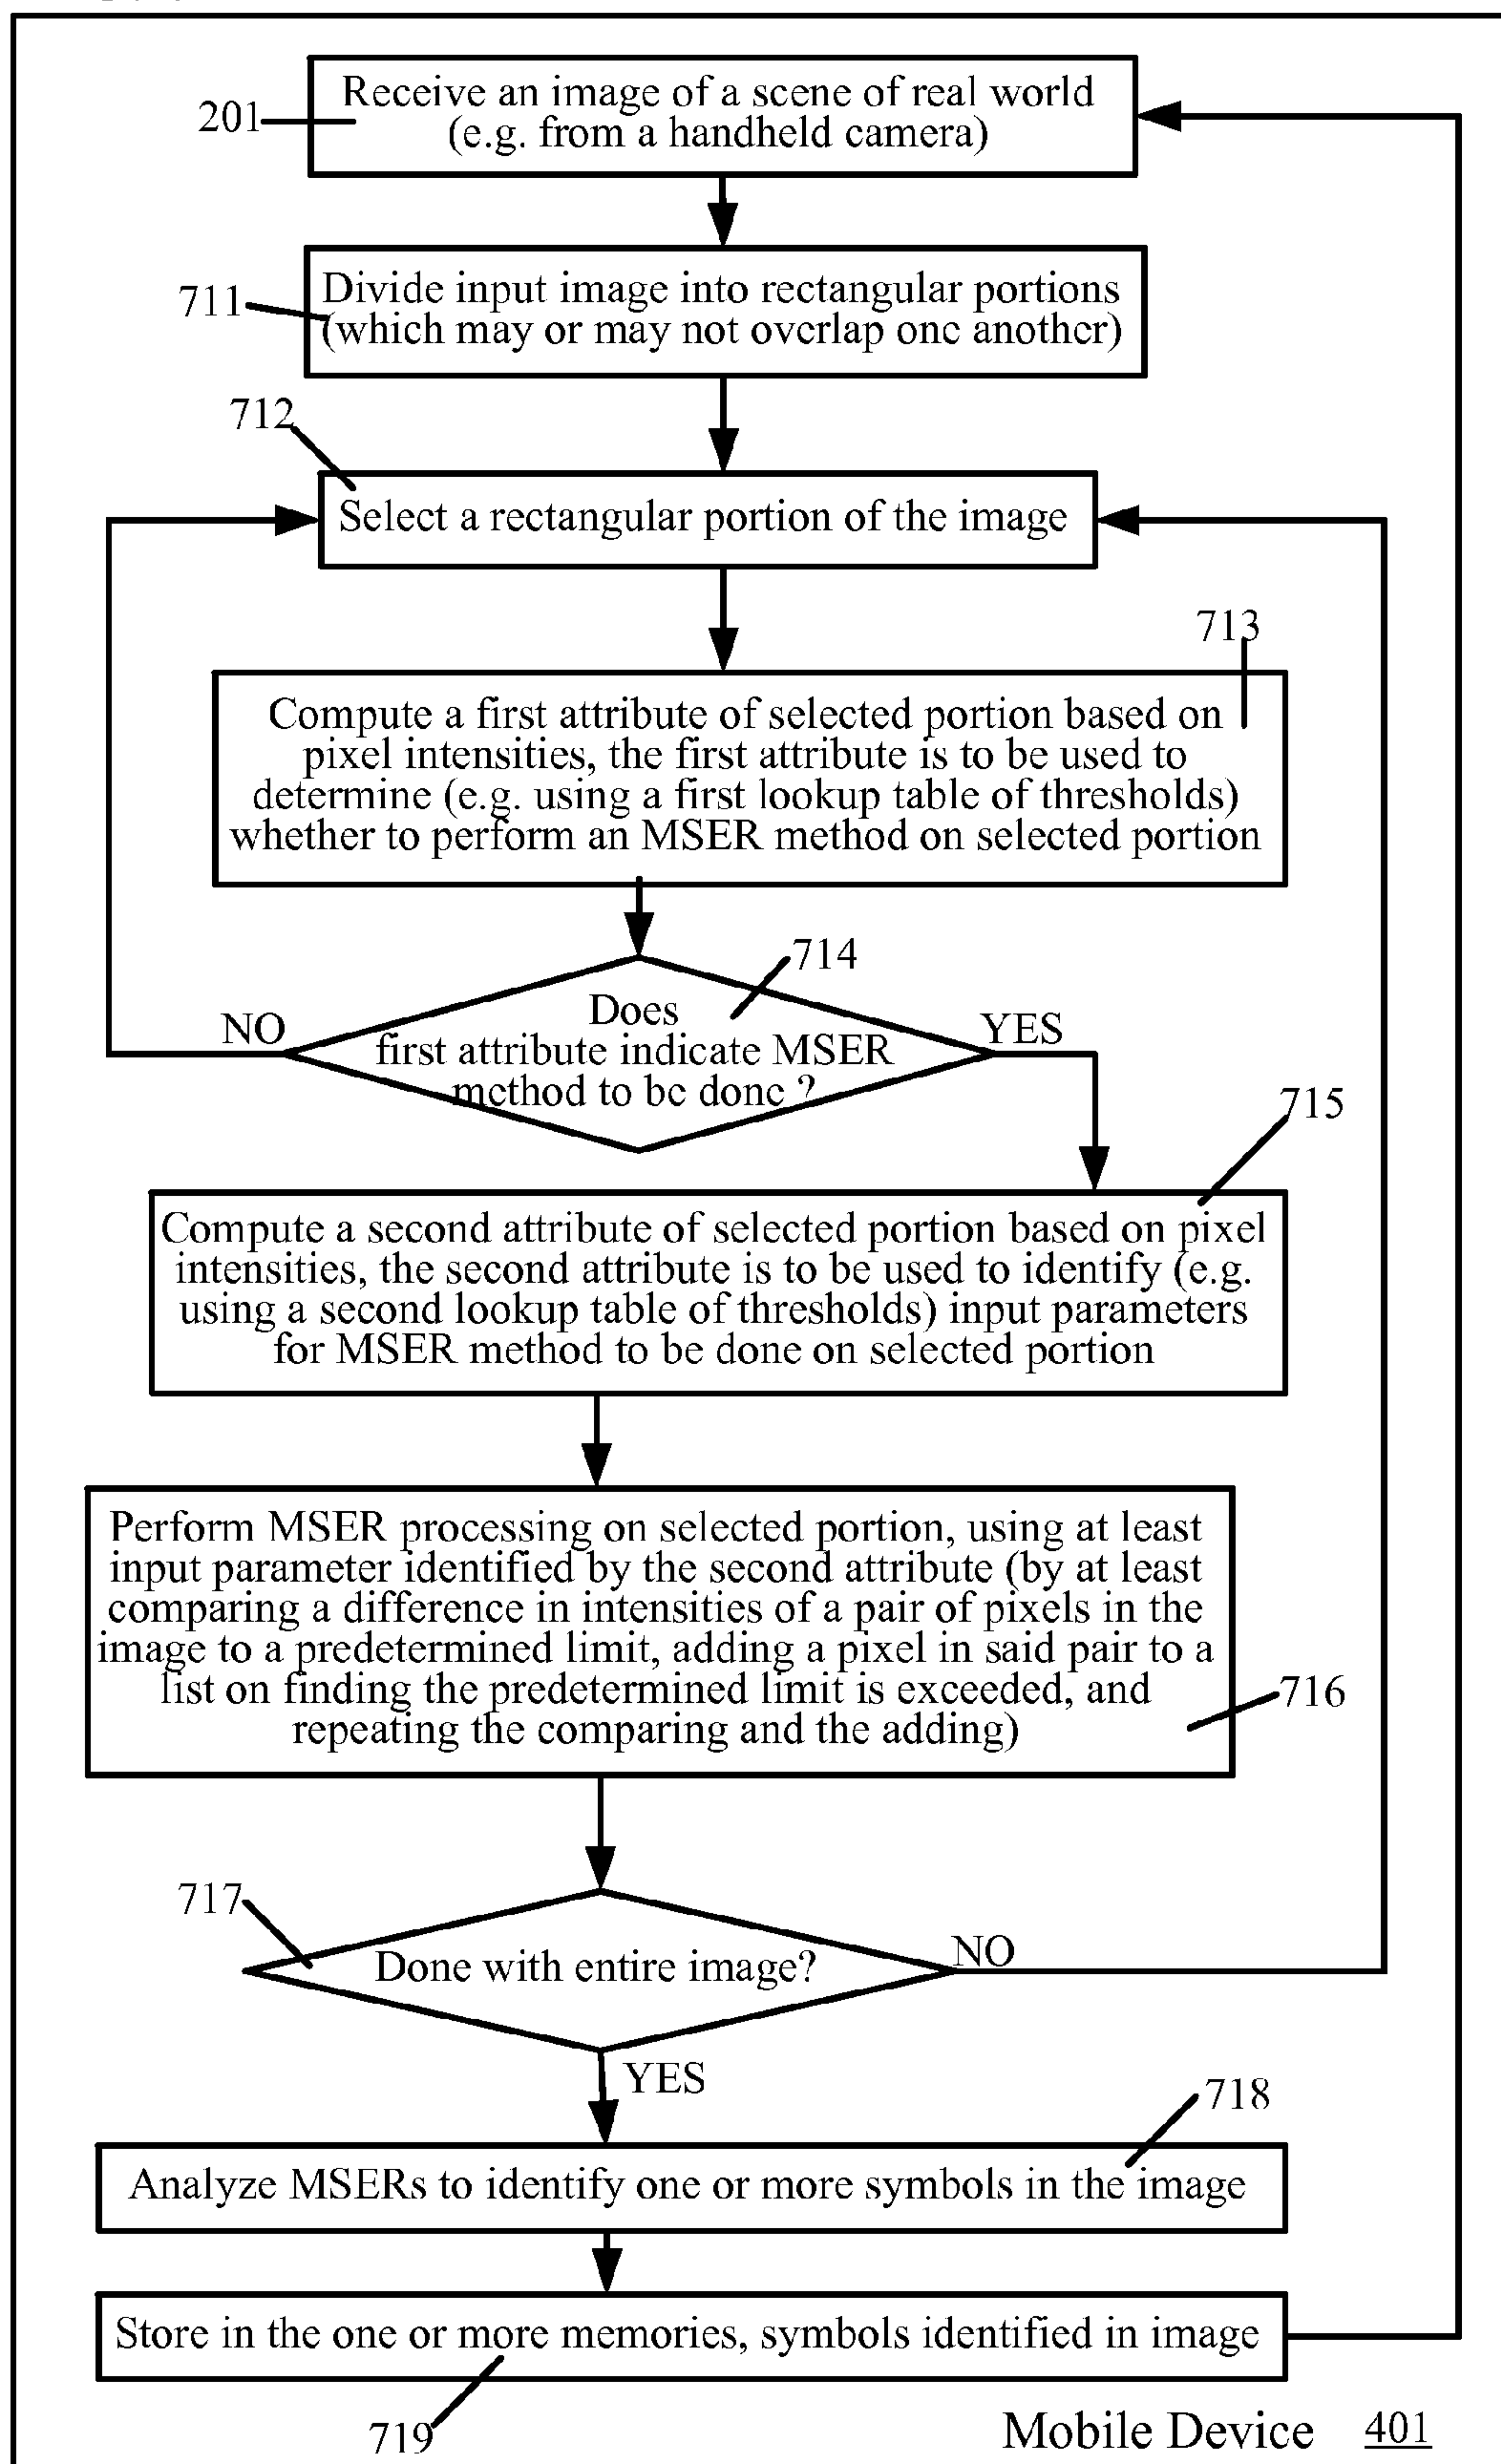 Receive an image of a scene of real world
(e.g. from a handheld camera)
201
Divide input image into rectangular portions
(which may or may not overlap one another)
711
712
Select a rectangular portion of the image
713
Compute a first attribute of selected portion based on
pixel intensities, the first attribute is to be used to
determine (e.g. using a first lookup table of thresholds)
whether to perform an MSER method on selected portion
714
NO
Does
first attribute indicate MSER
method to be done ?
YES
715
Compute a second attribute of selected portion based on pixel
intensities, the second attribute is to be used to identify (e.g.
using a second lookup table of thresholds) input parameters
for MSER method to be done on selected portion
Perform MSER processing on selected portion, using at least
input parameter identified by the second attribute (by at least
comparing a difference in intensities of a pair of pixels in the
image to a predetermined limit, adding a pixel in said pair to a
list on finding the predetermined limit is exceeded, and
repeating the comparing and the adding)
716
717
Done with entire image?
NO
YES
718
Analyze MSERs to identify one or more symbols in the image
Store in the one or more memories, symbols identified in image
719
Mobile Device 401